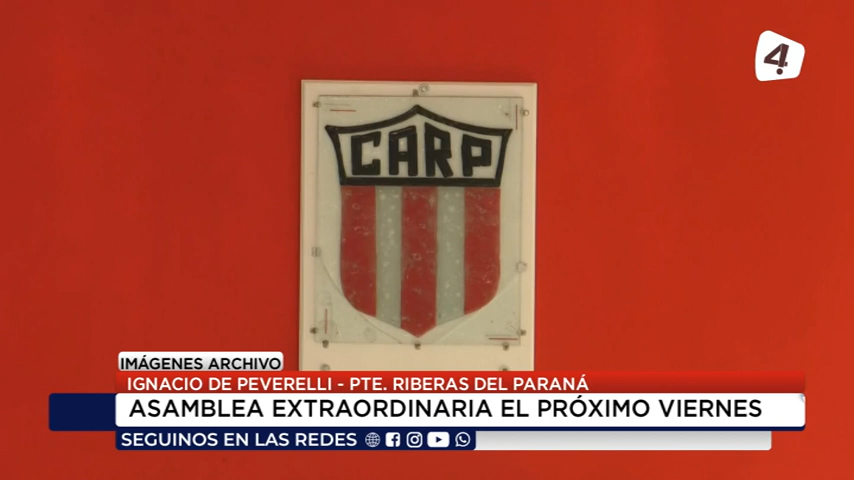 4
CARP
IMÁGENES ARCHIVO
IGNACIO DE PEVERELLI - PTE. RIBERAS DEL PARANÁ
ASAMBLEA EXTRAORDINARIA EL PRÓXIMO VIERNES
SEGUINOS EN LAS REDES